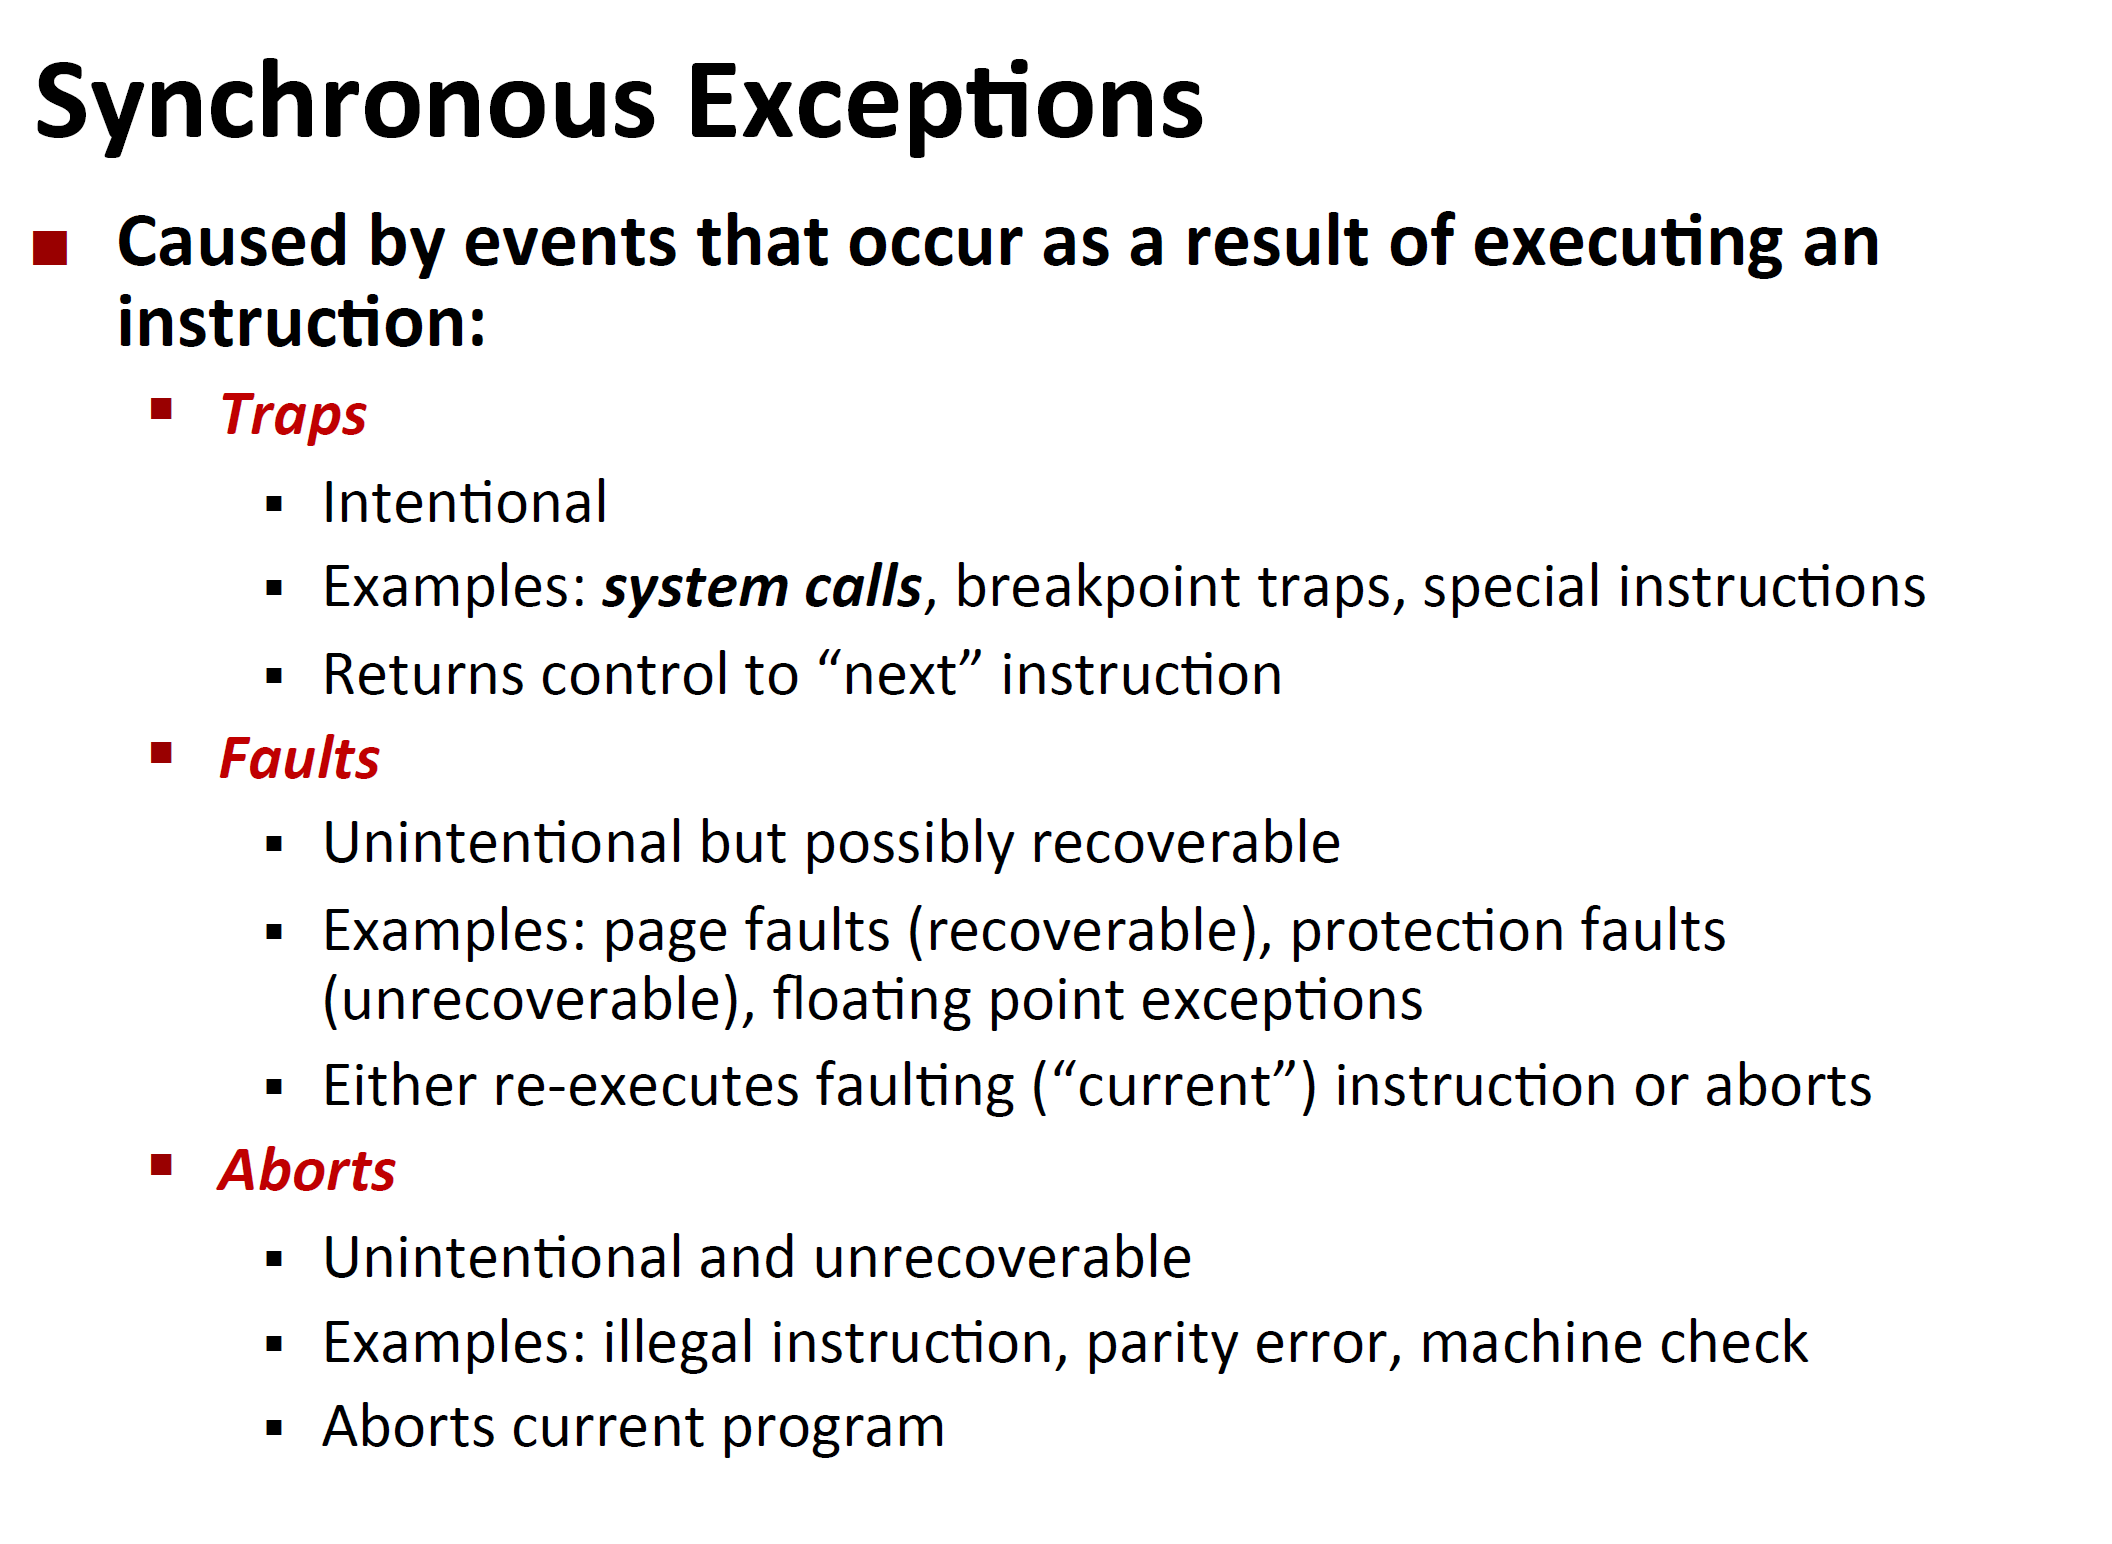 Synchronous Exceptions
Caused by events that occur as a result of executing an
instruction:
Traps
Intentional
Examples: system calls, breakpoint traps, special instructions
Returns control to “next” instruction
Faults
Unintentional but possibly recoverable
Examples: page faults (recoverable), protection faults
(unrecoverable), floating point exceptions
Either re-executes faulting (“current”) instruction or aborts
Aborts
Unintentional and unrecoverable
Examples: illegal instruction, parity error, machine check
Aborts current program